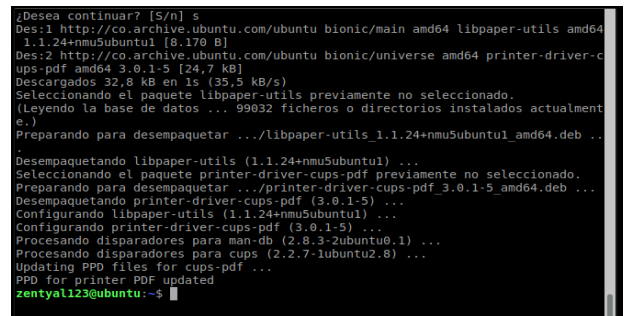 ¿Desea continuar? [S/n] s
Des:1 http://co.archive.ubuntu.com/ubuntu bionic/main amd64 libpaper-utils amd64
 1.1.24+nmu5ubuntu1 [8.170 B]
Des:2 http://co.archive.ubuntu.com/ubuntu bionic/universe amd64 printer-driver-c
ups-pdf amd64 3.0.1-5 [24,7 kB]
Descargados 32,8 kB en 1s (35,5 kB/s)
Seleccionando el paquete libpaper-utils previamente no seleccionado.
(Leyendo la base de datos ... 99032 ficheros o directorios instalados actualment
e.)
Preparando para desempaquetar .../libpaper-utils_1.1.24+nmu5ubuntu1_amd64.deb ..
.
Desempaquetando libpaper-utils (1.1.24+nmu5ubuntu1) ...
Seleccionando el paquete printer-driver-cups-pdf previamente no seleccionado.
Preparando para desempaquetar .../printer-driver-cups-pdf_3.0.1-5_amd64.deb ...
Desempaquetando printer-driver-cups-pdf (3.0.1-5) ...
Configurando libpaper-utils (1.1.24+nmu5ubuntu1) ...
Configurando printer-driver-cups-pdf (3.0.1-5) ...
Procesando disparadores para man-db (2.8.3-2ubuntu0.1) ...
Procesando disparadores para cups (2.2.7-1ubuntu2.8) ...
Updating PPD files for cups-pdf ...
PPD for printer PDF updated
zentyal123@ubuntu:~$